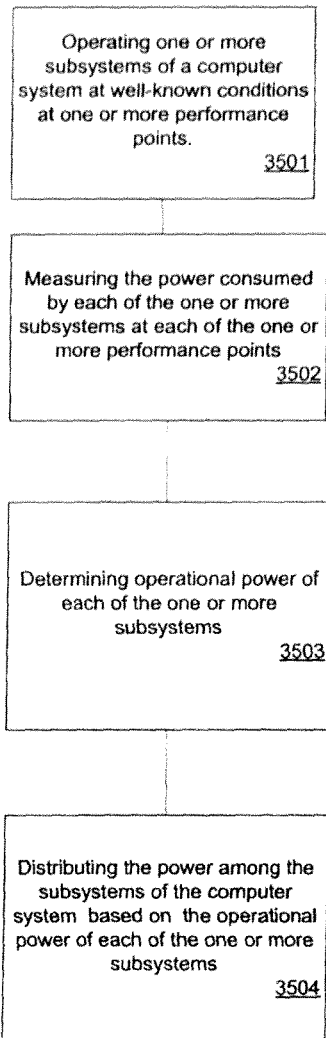 Operating one or more
subsystems of a computer
system at well-known conditions
at one or more performance
points.
3501
Measuring the power consumed
by each of the one or more
subsystems at each of the one or
more performance points
3502
Determining operational power of
each of the one or more
subsystems
3503
Distributing the power among the
subsystems of the computer
system based on the operational
power of each of the one or more
subsystems
3504